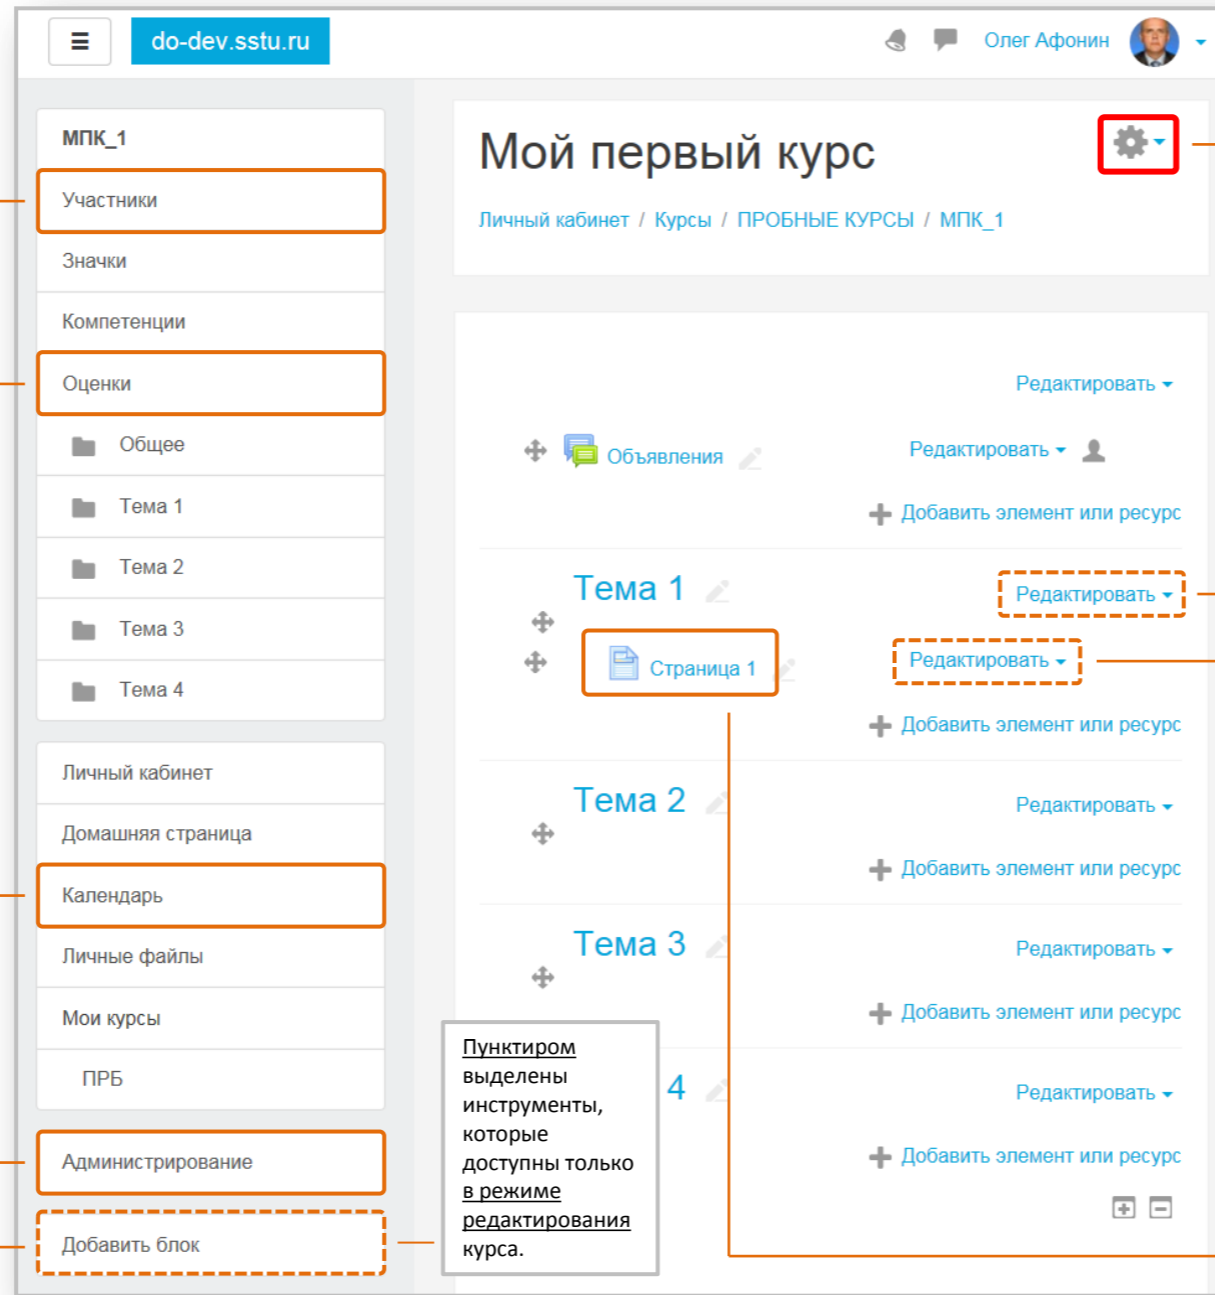 do-dev.sstu.ru
Олег Афонин
МПК_1
Участники
Значки
Компетенции
Оценки
Общее
Тема 1
Тема 2
Тема 3
Тема 4
Личный кабинет
Домашняя страница
Календарь
Личные файлы
Мои курсы
ПРБ
Администрирование
Добавить блок
Мой первый курс
Личный кабинет / Курсы / ПРОБНЫЕ КУРСЫ / МПК_1
Редактировать
Объявления Редактировать
Добавить элемент или ресурс
Тема 1 Редактировать
Страница 1 Редактировать
Добавить элемент или ресурс
Тема 2 Редактировать
Добавить элемент или ресурс
Тема 3 Редактировать
Добавить элемент или ресурс
4 Редактировать
Добавить элемент или ресурс
Пунктиром
выделены
инструменты,
которые
доступны только
в режиме
редактирования
курса.